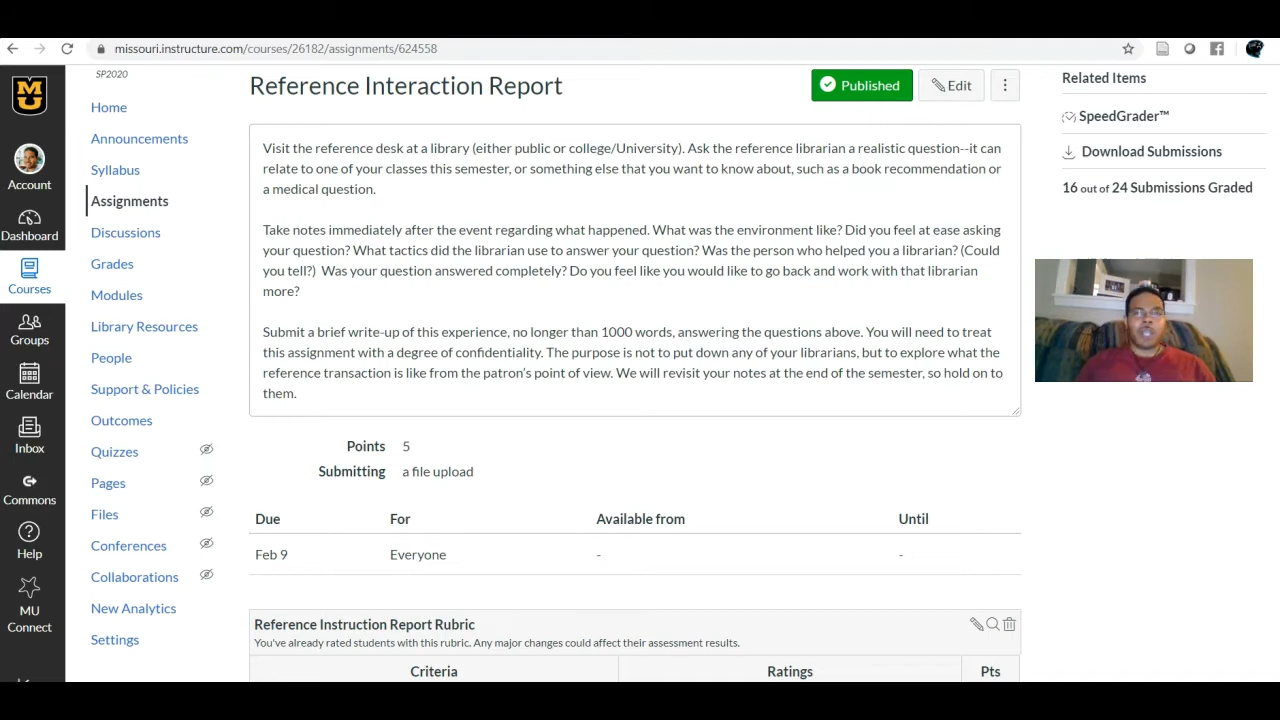 missouri.instructure.com/courses/26182/assignments/624558
MU
Account
Dashboard
Courses
Groups
Calendar
Inbox
Commons
Help
MU
Connect
SP2020
Home
Announcements
Syllabus
Assignments
Discussions
Grades
Modules
Library Resources
People
Support & Policies
Outcomes
Quizzes
Pages
Files
Conferences
Collaborations
New Analytics
Settings
Reference Interaction Report
Published
Edit
Visit the reference desk at a library (either public or college/University). Ask the reference librarian a realistic question--it can
relate to one of your classes this semester, or something else that you want to know about, such as a book recommendation or
a medical question.
Take notes immediately after the event regarding what happened. What was the environment like? Did you feel at ease asking
your question? What tactics did the librarian use to answer your question? Was the person who helped you a librarian? (Could
you tell?) Was your question answered completely? Do you feel like you would like to go back and work with that librarian
more?
Submit a brief write-up of this experience, no longer than 1000 words, answering the questions above. You will need to treat
this assignment with a degree of confidentiality. The purpose is not to put down any of your librarians, but to explore what the
reference transaction is like from the patron's point of view. We will revisit your notes at the end of the semester, so hold on to
them.
Points 5
Submitting a file upload
Due For Available from Until
Feb 9 Everyone - -
Reference Instruction Report Rubric
You've already rated students with this rubric. Any major changes could affect their assessment results.
Criteria Ratings Pts
Related Items
SpeedGrader™
Download Submissions
16 out of 24 Submissions Graded